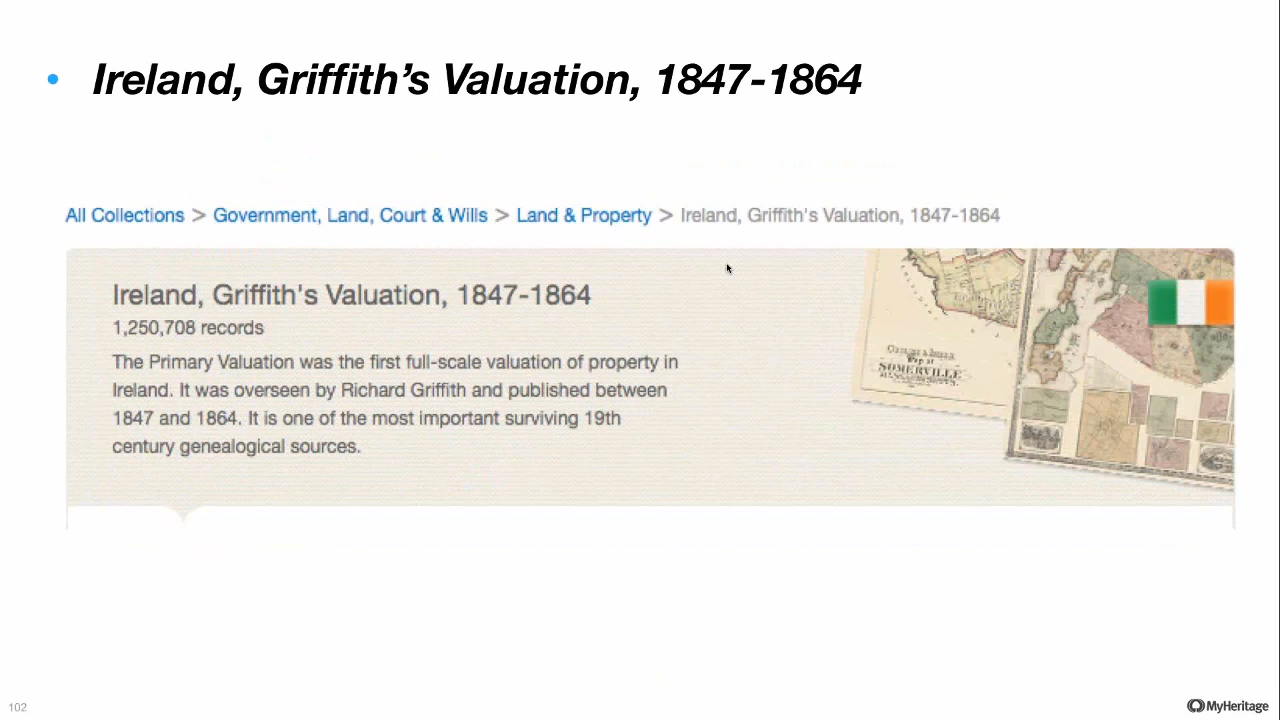 • Ireland, Griffith’s Valuation, 1847-1864
All Collections > Government, Land, Court & Wills > Land & Property > Ireland, Griffith's Valuation, 1847-1864
Ireland, Griffith's Valuation, 1847-1864
1,250,708 records
The Primary Valuation was the first full-scale valuation of property in
Ireland. It was overseen by Richard Griffith and published between
1847 and 1864. It is one of the most important surviving 19th
century genealogical sources.
Map of
SOMERVILLE
102
MyHeritage